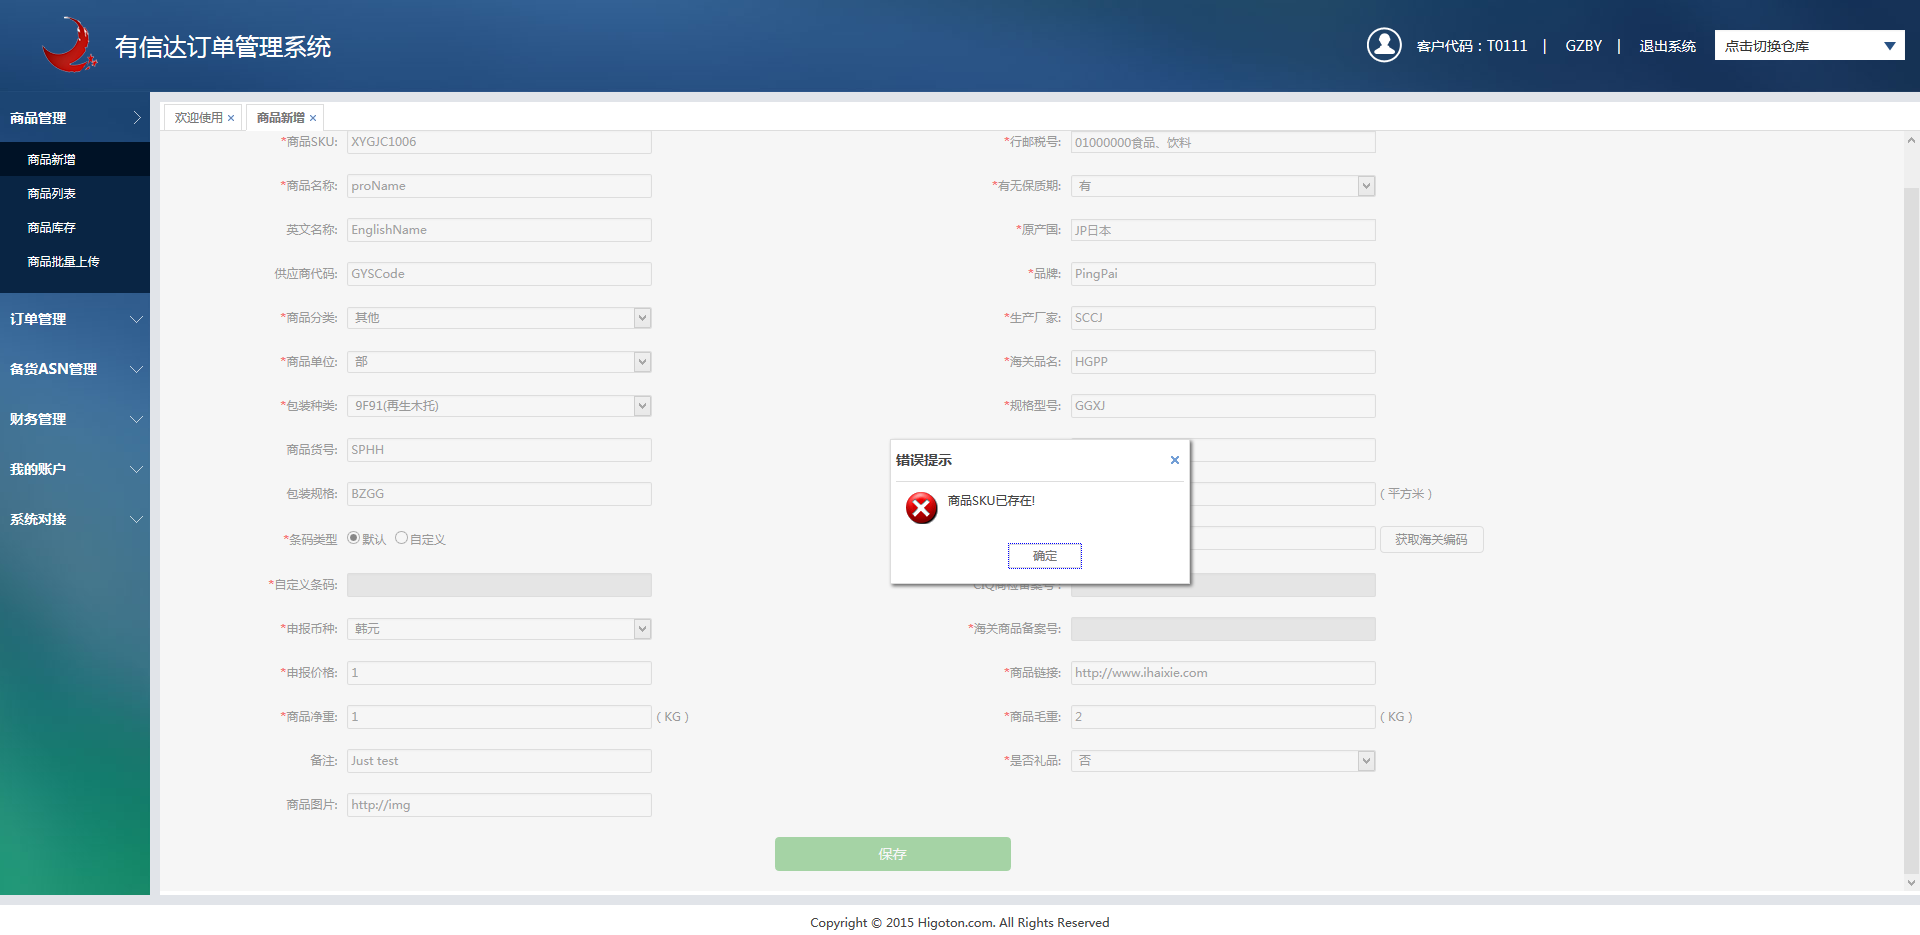 有信达订单管理系统
客户代码：T0111 | GZBY | 退出系统
点击切换仓库
商品管理
商品新增
商品列表
商品库存
商品批量上传
订单管理
备货ASN管理
财务管理
我的账户
系统对接
欢迎使用 ×
商品新增 ×
*商品SKU: XYGJC1006
*行邮税号: 01000000食品、饮料
*商品名称: proName
*有无保质期: 有
英文名称: EnglishName
*原产国: JP日本
供应商代码: GYSCode
*品牌: PingPai
*商品分类: 其他
*生产厂家: SCCJ
*商品单位: 部
*海关品名: HGPP
*包装种类: 9F91(再生木托)
*规格型号: GGXJ
商品货号: SPHH
包装规格: BZGG
( 平方米 )
*条码类型 默认 自定义
获取海关编码
*自定义条码:
*申报币种: 韩元
*海关商品备案号:
*申报价格: 1
*商品链接: http://www.ihaixie.com
*商品净重: 1 ( KG )
*商品毛重: 2 ( KG )
备注: Just test
*是否礼品: 否
商品图片: http://img
保存
错误提示 ×
商品SKU已存在!
确定
Copyright © 2015 Higoton.com. All Rights Reserved